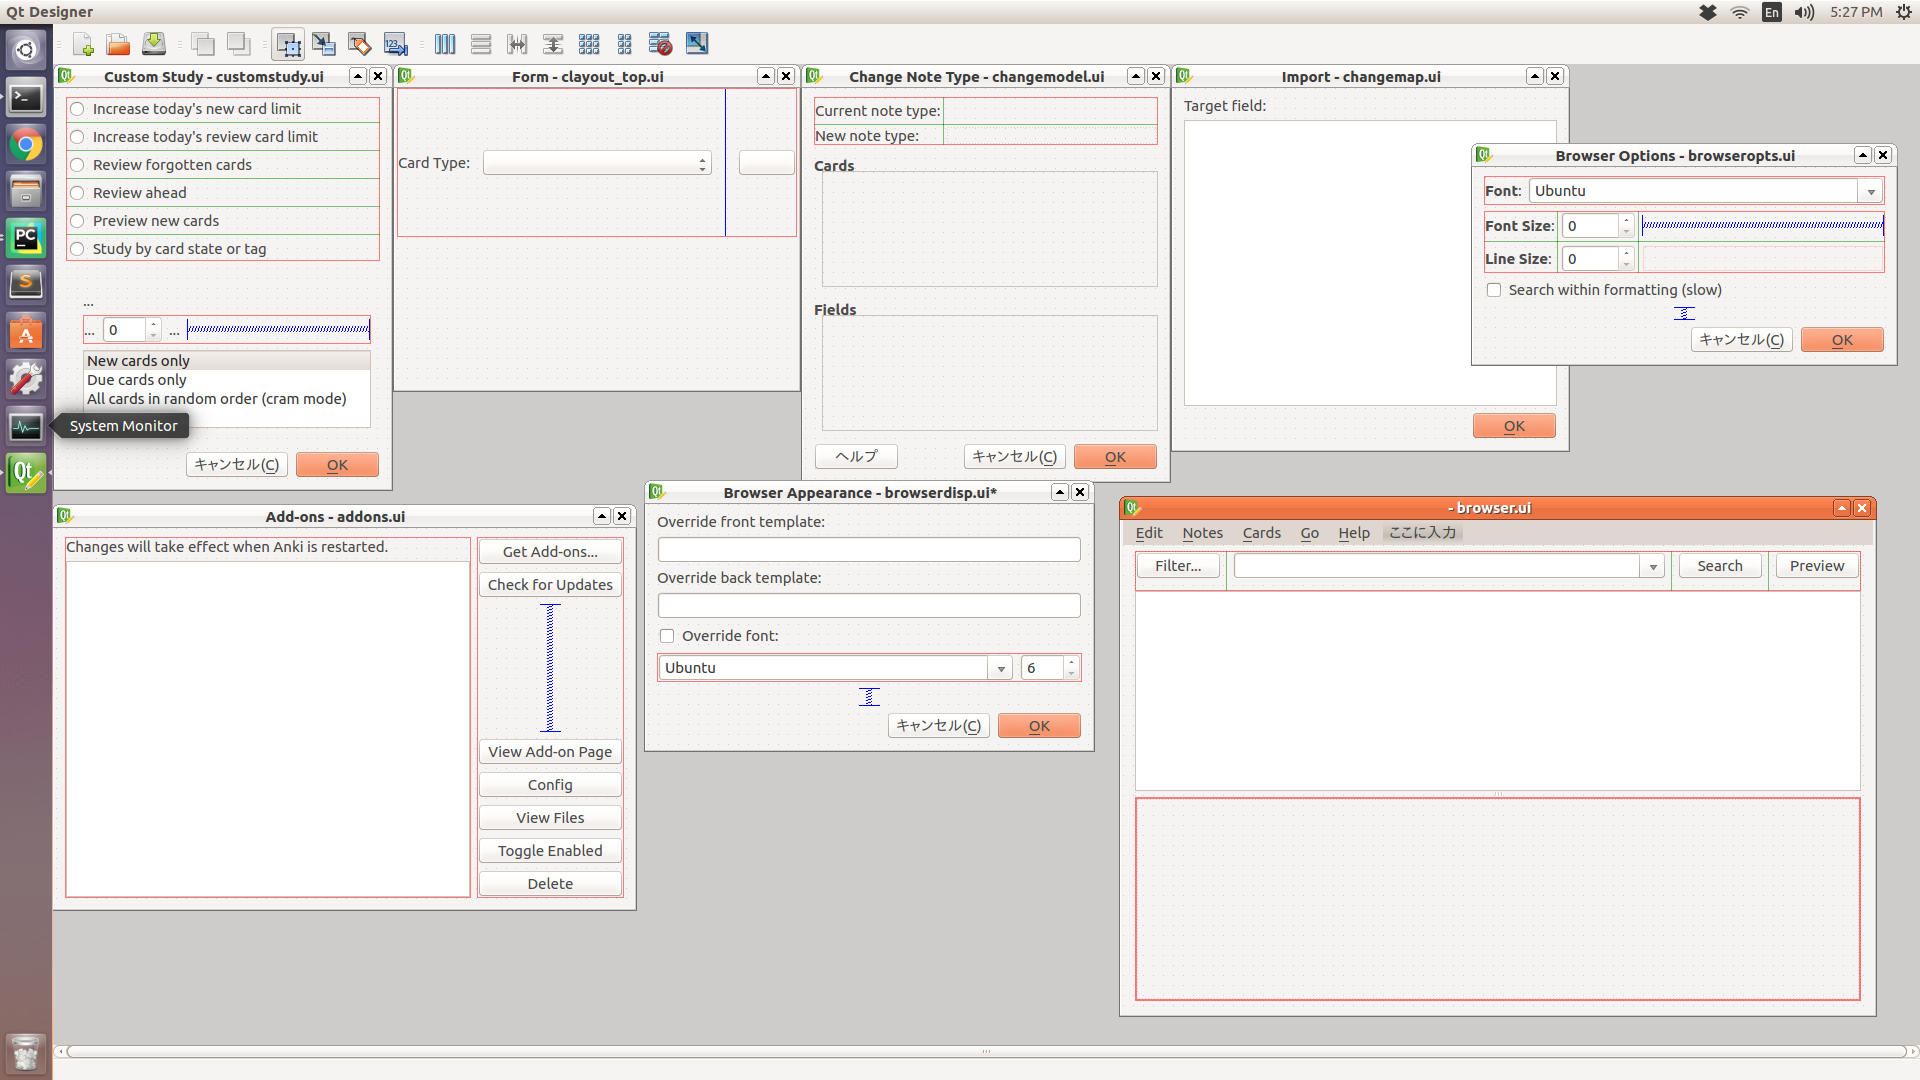 Qt Designer
En
5:27 PM
Custom Study - customstudy.ui
Increase today's new card limit
Increase today's review card limit
Review forgotten cards
Review ahead
Preview new cards
Study by card state or tag
...
... 0 ...
New cards only
Due cards only
All cards in random order (cram mode)
System Monitor
キャンセル(C) OK
Form - clayout_top.ui
Card Type:
Change Note Type - changemodel.ui
Current note type:
New note type:
Cards
Fields
ヘルプ キャンセル(C) OK
Import - changemap.ui
Target field:
OK
Browser Options - browseropts.ui
Font: Ubuntu
Font Size: 0
Line Size: 0
Search within formatting (slow)
キャンセル(C) OK
Add-ons - addons.ui
Changes will take effect when Anki is restarted.
Get Add-ons...
Check for Updates
View Add-on Page
Config
View Files
Toggle Enabled
Delete
Browser Appearance - browserdisp.ui*
Override front template:
Override back template:
Override font:
Ubuntu 6
キャンセル(C) OK
- browser.ui
Edit Notes Cards Go Help ここに入力
Filter... Search Preview
PC
S
Qt
123